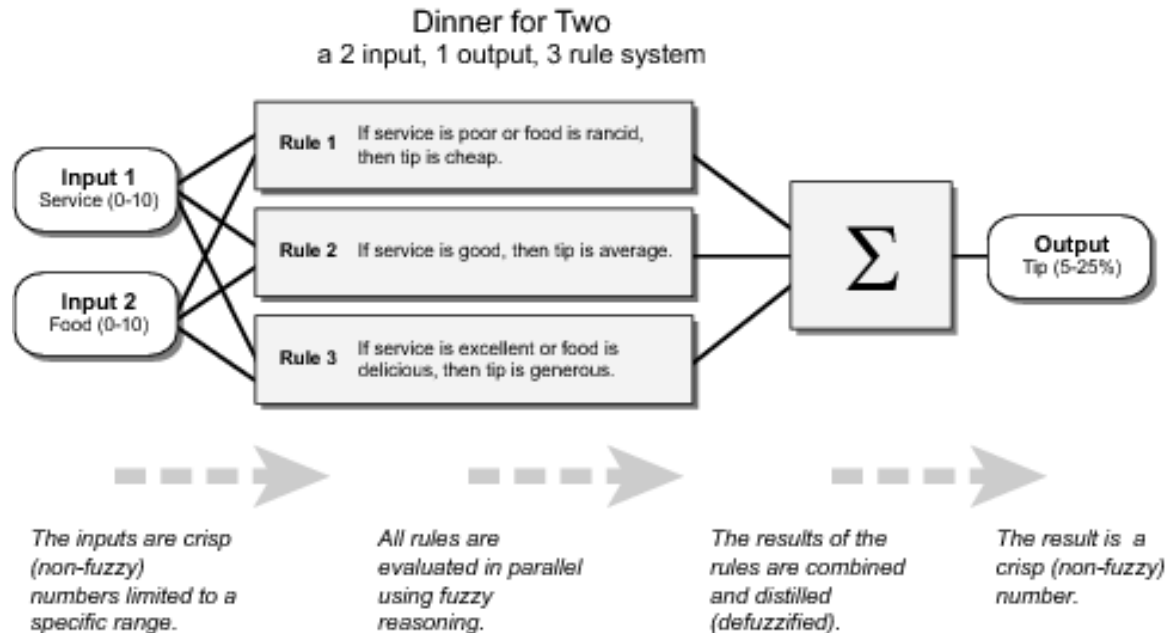 Dinner for Two
a 2 input, 1 output, 3 rule system
Input 1
Service (0-10)
Input 2
Food (0-10)
Rule 1 If service is poor or food is rancid,
then tip is cheap.
Rule 2 If service is good, then tip is average.
Rule 3 If service is excellent or food is
delicious, then tip is generous.
Σ
Output
Tip (5-25%)
The inputs are crisp
(non-fuzzy)
numbers limited to a
specific range.
All rules are
evaluated in parallel
using fuzzy
reasoning.
The results of the
rules are combined
and distilled
(defuzzified).
The result is a
crisp (non-fuzzy)
number.